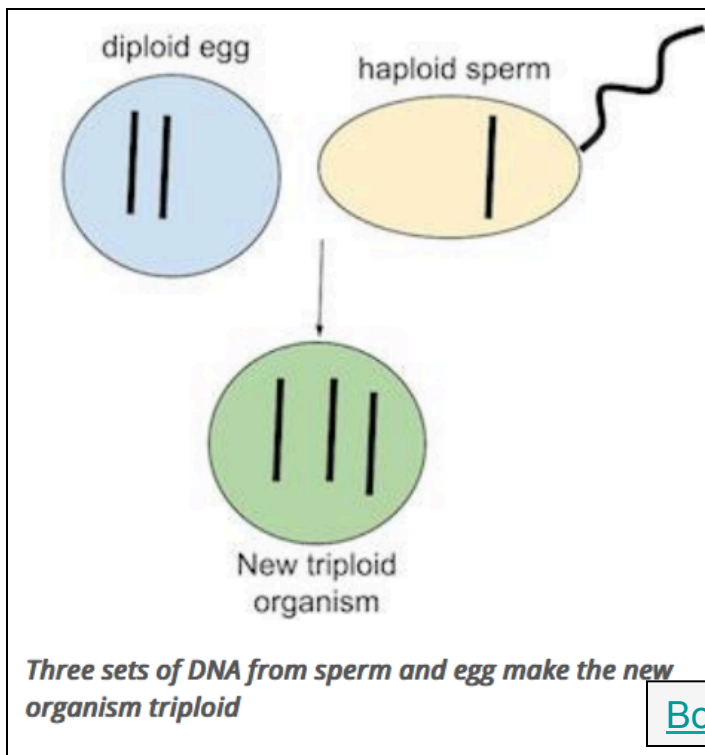 diploid egg
haploid sperm
New triploid
organism
Three sets of DNA from sperm and egg make the new
organism triploid